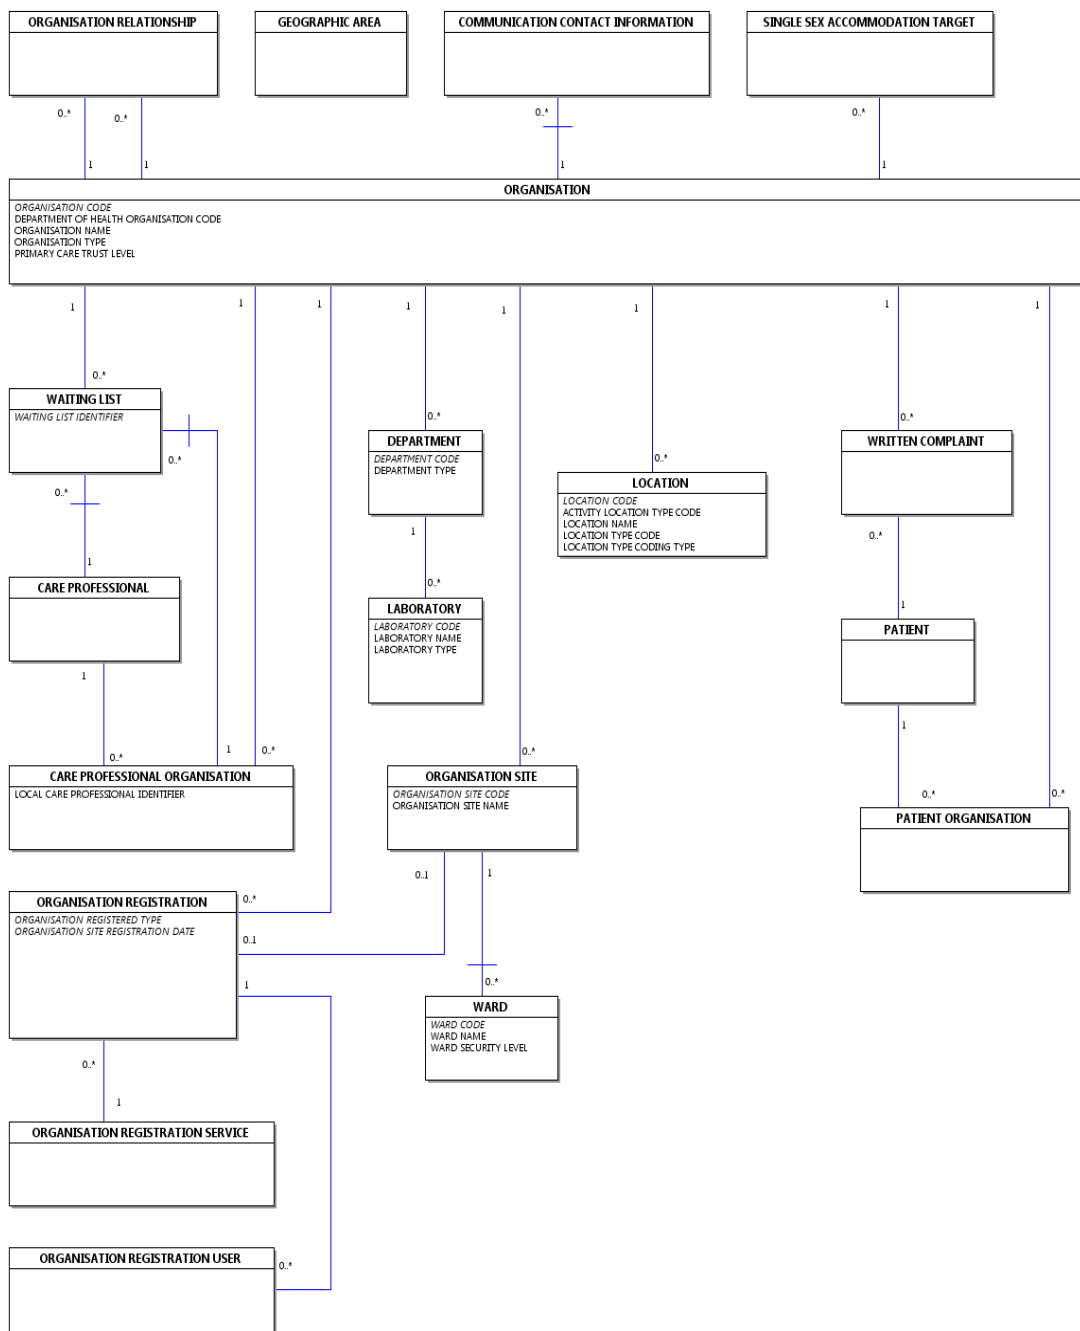 ORGANISATION RELATIONSHIP
GEOGRAPHIC AREA
COMMUNICATION CONTACT INFORMATION
SINGLE SEX ACCOMMODATION TARGET
0..*
0..*
0..*
0..*
1
1
1
1
ORGANISATION
ORGANISATION CODE
DEPARTMENT OF HEALTH ORGANISATION CODE
ORGANISATION NAME
ORGANISATION TYPE
PRIMARY CARE TRUST LEVEL
1
1
1
1
1
1
1
1
0..*
WAITING LIST
WAITING LIST IDENTIFIER
0..*
0..*
0..*
DEPARTMENT
DEPARTMENT CODE
DEPARTMENT TYPE
WRITTEN COMPLAINT
0..*
0..*
LOCATION
LOCATION CODE
ACTIVITY LOCATION TYPE CODE
LOCATION NAME
LOCATION TYPE CODE
LOCATION TYPE CODING TYPE
0..*
1
0..*
1
0..*
1
CARE PROFESSIONAL
LABORATORY
LABORATORY CODE
LABORATORY NAME
LABORATORY TYPE
PATIENT
1
1
0..*
1
0..*
0..*
CARE PROFESSIONAL ORGANISATION
LOCAL CARE PROFESSIONAL IDENTIFIER
ORGANISATION SITE
ORGANISATION SITE CODE
ORGANISATION SITE NAME
0..*
0..*
PATIENT ORGANISATION
0..1
1
ORGANISATION REGISTRATION
ORGANISATION REGISTERED TYPE
ORGANISATION SITE REGISTRATION DATE
0..*
0..1
1
0..*
WARD
WARD CODE
WARD NAME
WARD SECURITY LEVEL
0..*
1
ORGANISATION REGISTRATION SERVICE
ORGANISATION REGISTRATION USER
0..*